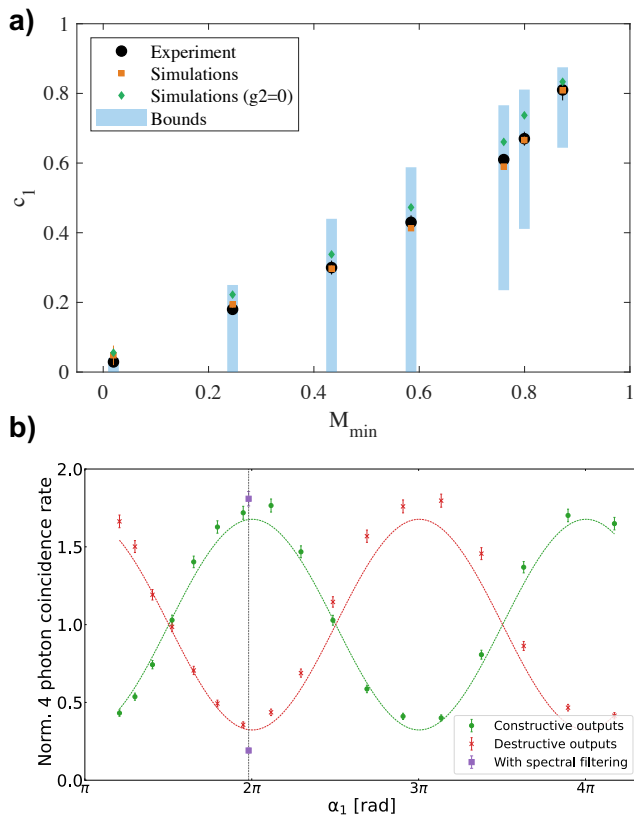 a)
1
0.8
0.6
0.4
0.2
0
c1
Experiment
Simulations
Simulations (g2=0)
Bounds
0 0.2 0.4 0.6 0.8 1
Mmin
b)
2.0
1.5
1.0
0.5
0.0
Norm. 4 photon coincidence rate
Constructive outputs
Destructive outputs
With spectral filtering
π 2π 3π 4π
α1 [rad]